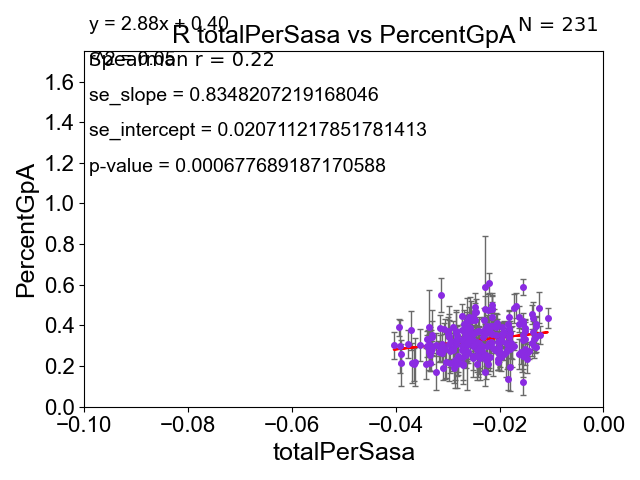 y = 2.88x + 0.40
N = 231
R totalPerSasa vs PercentGpA
Spearman r = 0.22
se_slope = 0.8348207219168046
se_intercept = 0.020711217851781413
p-value = 0.000677689187170588
PercentGpA
1.6
1.4
1.2
1.0
0.8
0.6
0.4
0.2
0.0
−0.10
−0.08
−0.06
−0.04
−0.02
0.00
totalPerSasa